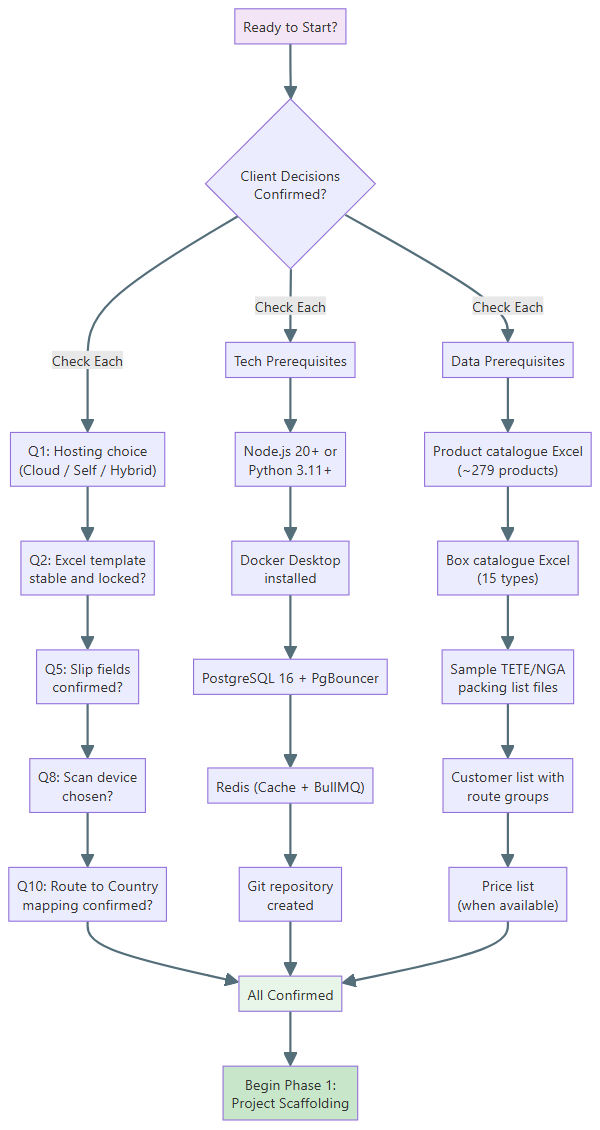 Ready to Start?
Client Decisions
Confirmed?
Check Each
Check Each
Check Each
Tech Prerequisites
Data Prerequisites
Q1: Hosting choice
(Cloud / Self / Hybrid)
Node.js 20+ or
Python 3.11+
Product catalogue Excel
(~279 products)
Q2: Excel template
stable and locked?
Docker Desktop
installed
Box catalogue Excel
(15 types)
Q5: Slip fields
confirmed?
PostgreSQL 16 + PgBouncer
Sample TETE/NGA
packing list files
Q8: Scan device
chosen?
Redis (Cache + BullMQ)
Customer list with
route groups
Q10: Route to Country
mapping confirmed?
Git repository
created
Price list
(when available)
All Confirmed
Begin Phase 1:
Project Scaffolding